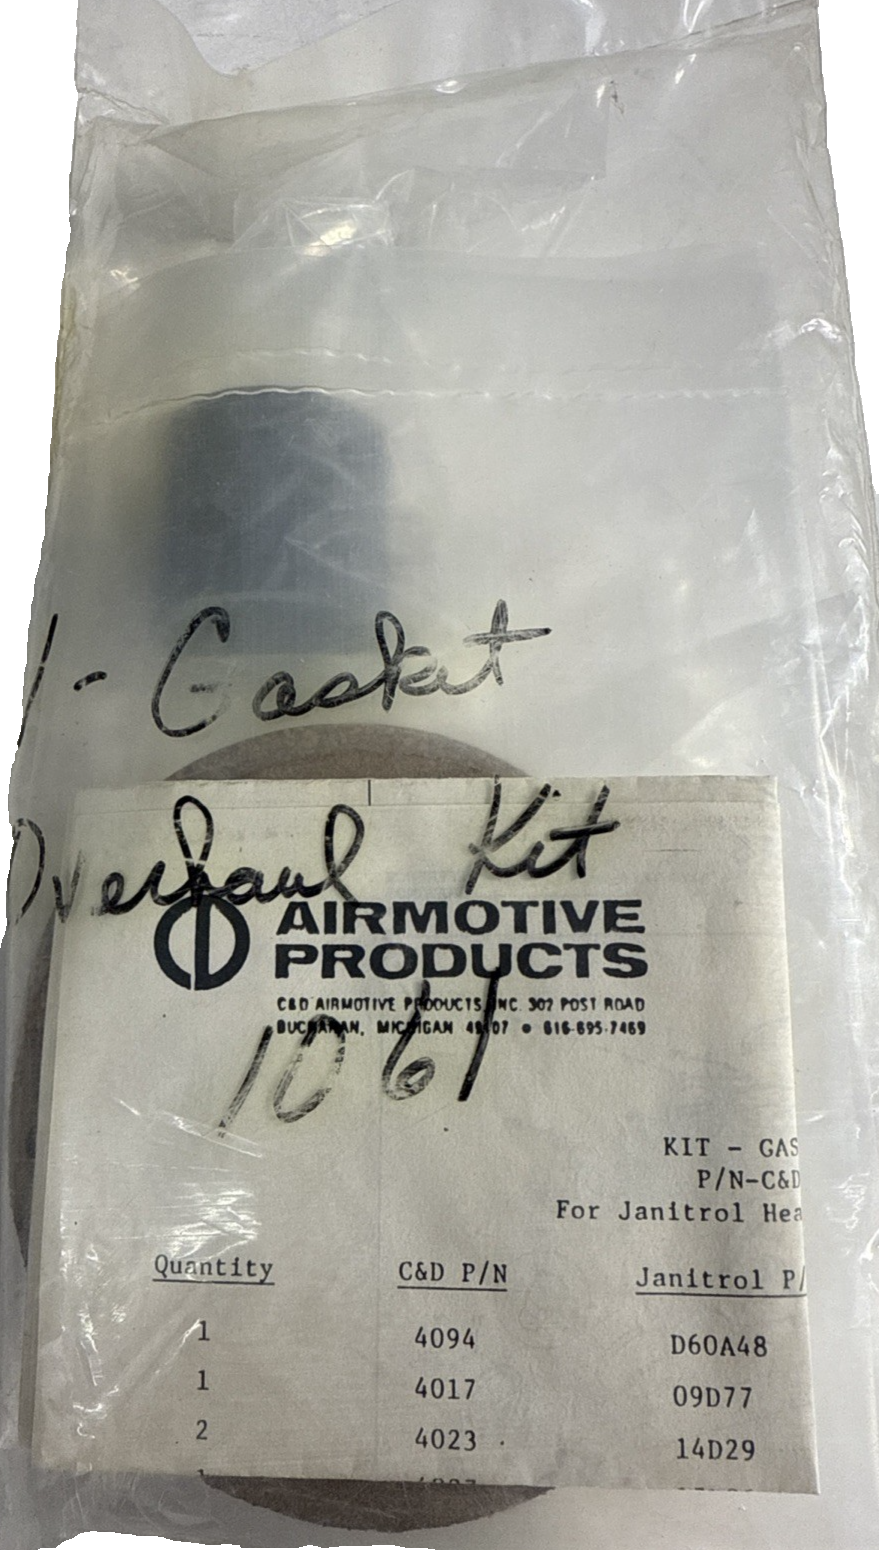 1 - Gasket
Overhaul Kit
CD AIRMOTIVE
PRODUCTS
C&D AIRMOTIVE PRODUCTS INC. 302 POST ROAD
BUCHANAN, MICHIGAN 49107 • 616-695-7469
1061
KIT - GAS
P/N-C&D
For Janitrol Hea
Quantity C&D P/N Janitrol P/
1 4094 D60A48
1 4017 09D77
2 4023 14D29